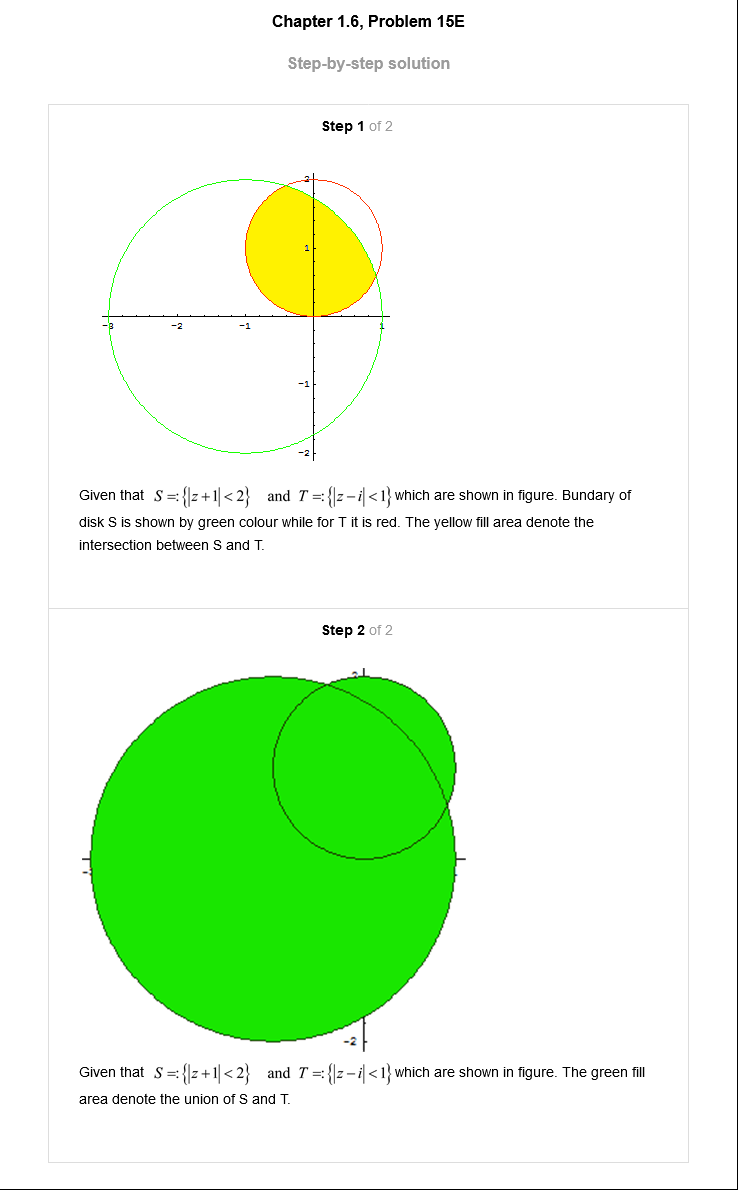 Chapter 1.6, Problem 15E
Step-by-step solution
Step 1 of 2
2
1
-3
-2
-1
1
-1
-2
Given that S =:{|z+1|<2} and T =:{|z−i|<1} which are shown in figure. Bundary of
disk S is shown by green colour while for T it is red. The yellow fill area denote the
intersection between S and T.
Step 2 of 2
-2
Given that S =:{|z+1|<2} and T =:{|z−i|<1} which are shown in figure. The green fill
area denote the union of S and T.